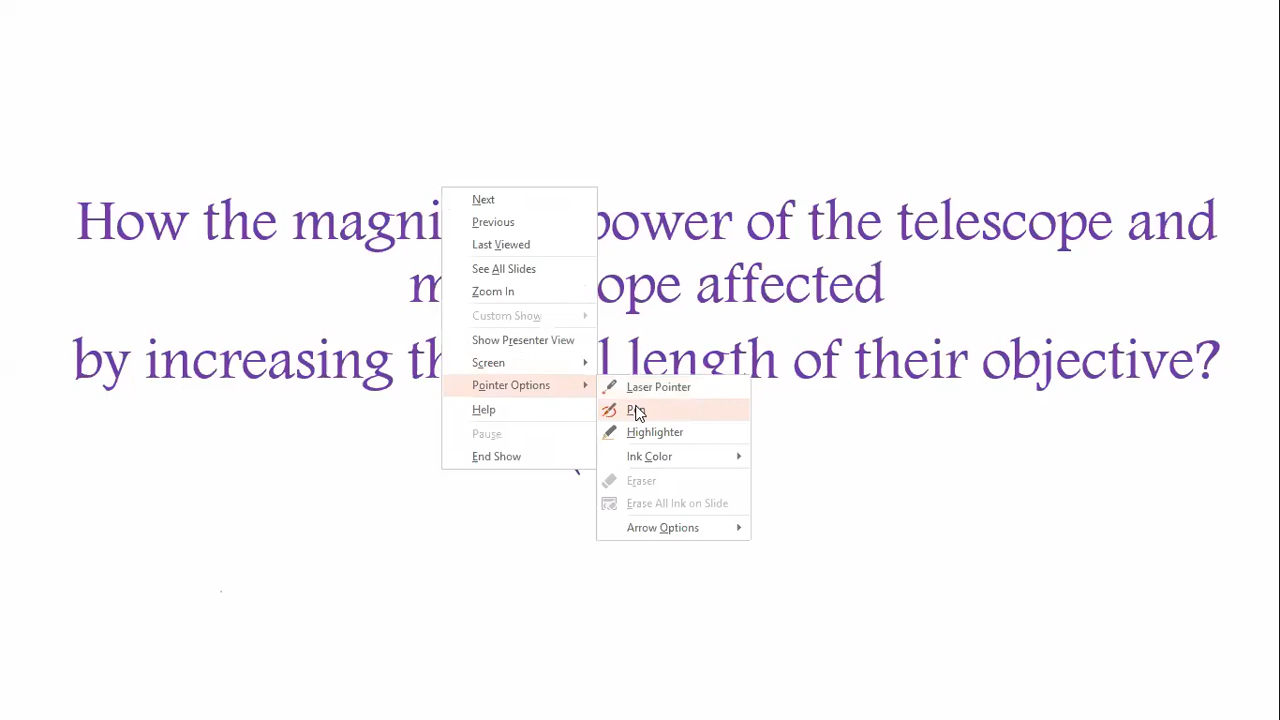 How the magni power of the telescope and
ope affected
by increasing th length of their objective?
Next
Previous
Last Viewed
See All Slides
Zoom In
Custom Show
Show Presenter View
Screen
Pointer Options
Help
Pause
End Show
Laser Pointer
Pen
Highlighter
Ink Color
Eraser
Erase All Ink on Slide
Arrow Options